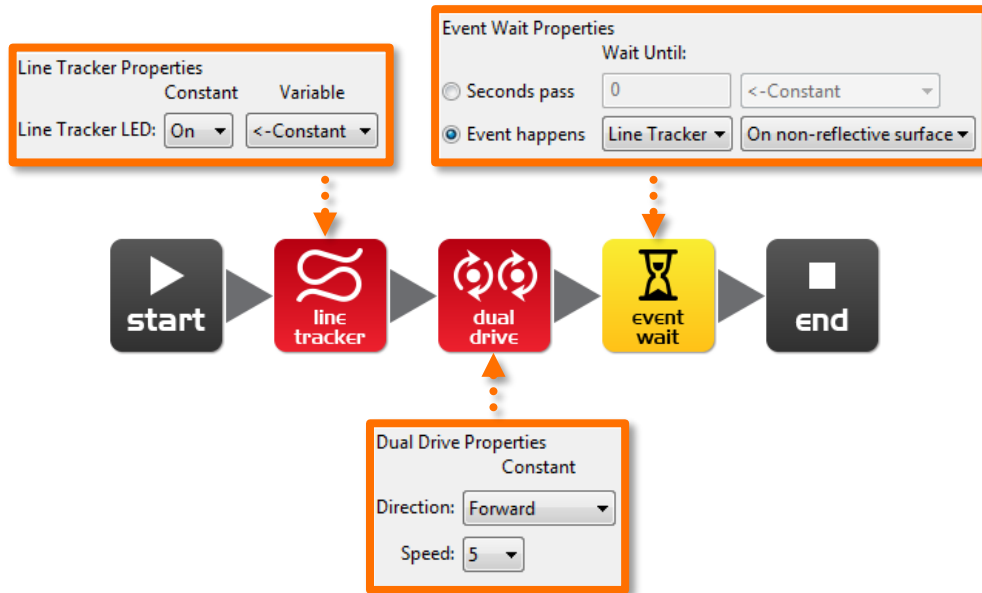 Line Tracker Properties
Constant Variable
Line Tracker LED: On <-Constant
Event Wait Properties
Wait Until:
Seconds pass 0 <-Constant
Event happens Line Tracker On non-reflective surface
start
line
tracker
dual
drive
event
wait
end
Dual Drive Properties
Constant
Direction: Forward
Speed: 5